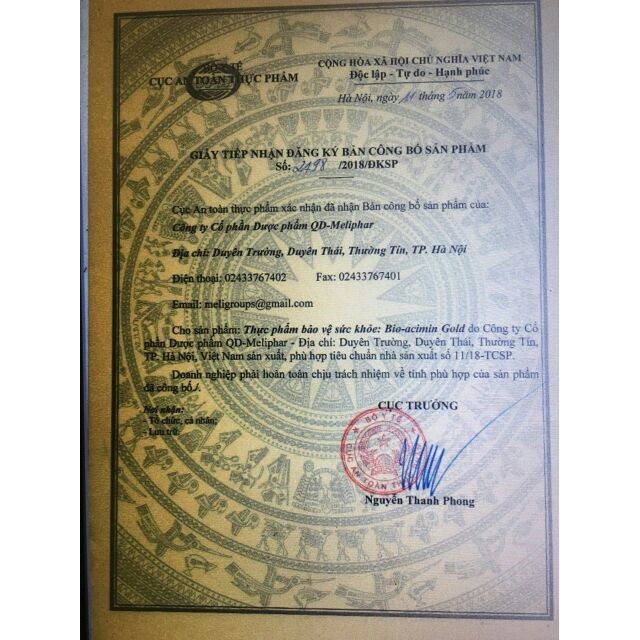 BỘ Y TẾ
CỤC AN TOÀN THỰC PHẨM
CỘNG HÒA XÃ HỘI CHỦ NGHĨA VIỆT NAM
Độc lập - Tự do - Hạnh phúc
Hà Nội, ngày 11 tháng 5 năm 2018
GIẤY TIẾP NHẬN ĐĂNG KÝ BẢN CÔNG BỐ SẢN PHẨM
Số: 2498 /2018/ĐKSP
Cục An toàn thực phẩm xác nhận đã nhận Bản công bố sản phẩm của:
Công ty Cổ phần Dược phẩm QD-Meliphar
Địa chỉ: Duyên Trường, Duyên Thái, Thường Tín, TP. Hà Nội
Điện thoại: 02433767402 Fax: 02433767401
Email: meligroups@gmail.com
Cho sản phẩm: Thực phẩm bảo vệ sức khỏe: Bio-acimin Gold do Công ty Cổ
phần Dược phẩm QD-Meliphar - Địa chỉ: Duyên Trường, Duyên Thái, Thường Tín,
TP. Hà Nội, Việt Nam sản xuất, phù hợp tiêu chuẩn nhà sản xuất số 11/18-TCSP.
Doanh nghiệp phải hoàn toàn chịu trách nhiệm về tính phù hợp của sản phẩm
đã công bố./.
Nơi nhận:
- Tổ chức, cá nhân;
- Lưu trữ.
CỤC TRƯỞNG
BỘ Y TẾ
CỤC AN TOÀN
Nguyễn Thanh Phong